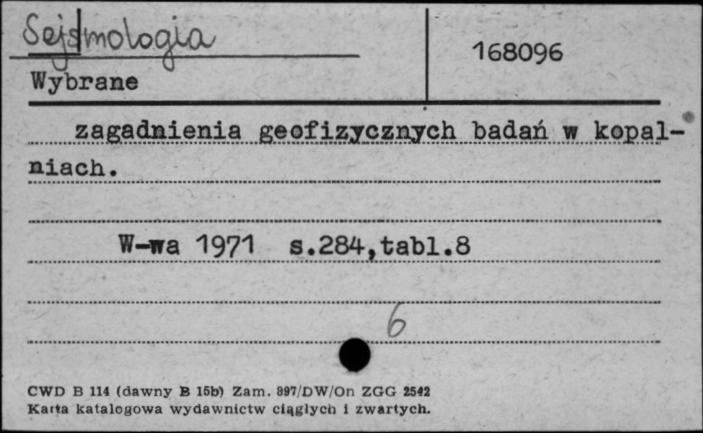 Sejsmologia
168096
Wybrane
zagadnienia geofizycznych badań w kopal-
niach.
W-wa 1971 s.284,tabl.8
6
CWD B 114 (dawny B 15b) Zam. 897/DW/On ZGG 2542
Karta katalogowa wydawnictw ciągłych i zwartych.